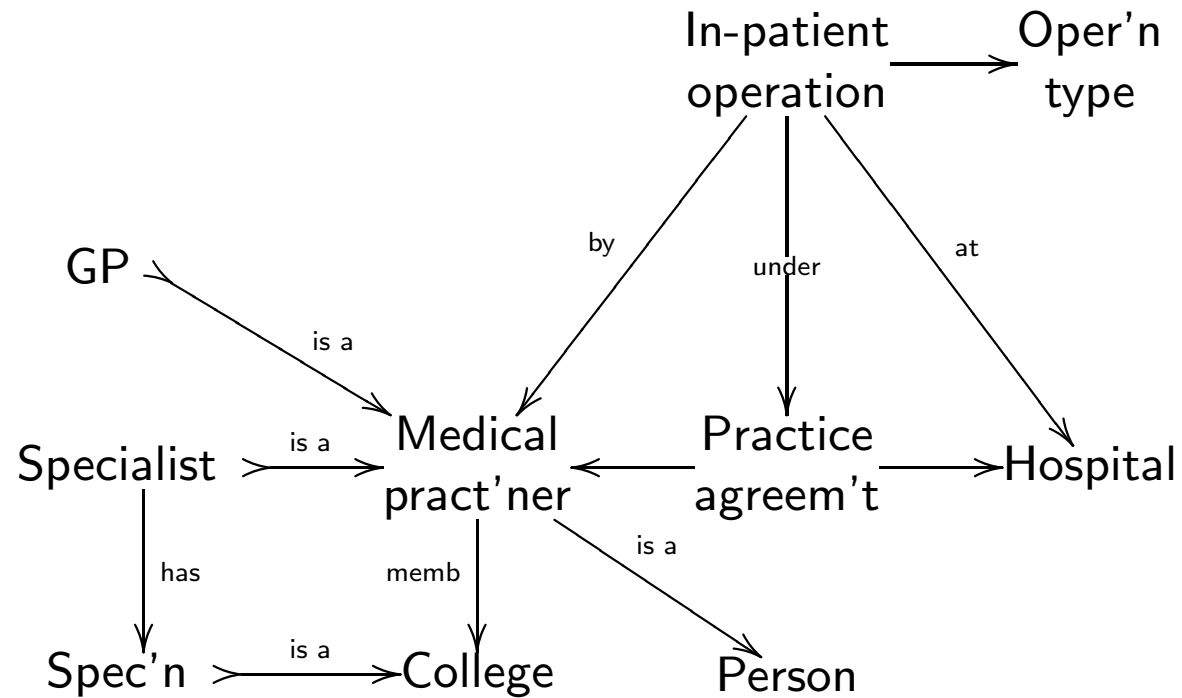 In-patient
operation
Oper'n
type
by
under
at
GP
is a
Medical
pract'ner
Specialist
is a
Practice
agreem't
Hospital
has
memb
is a
Spec'n
is a
College
Person